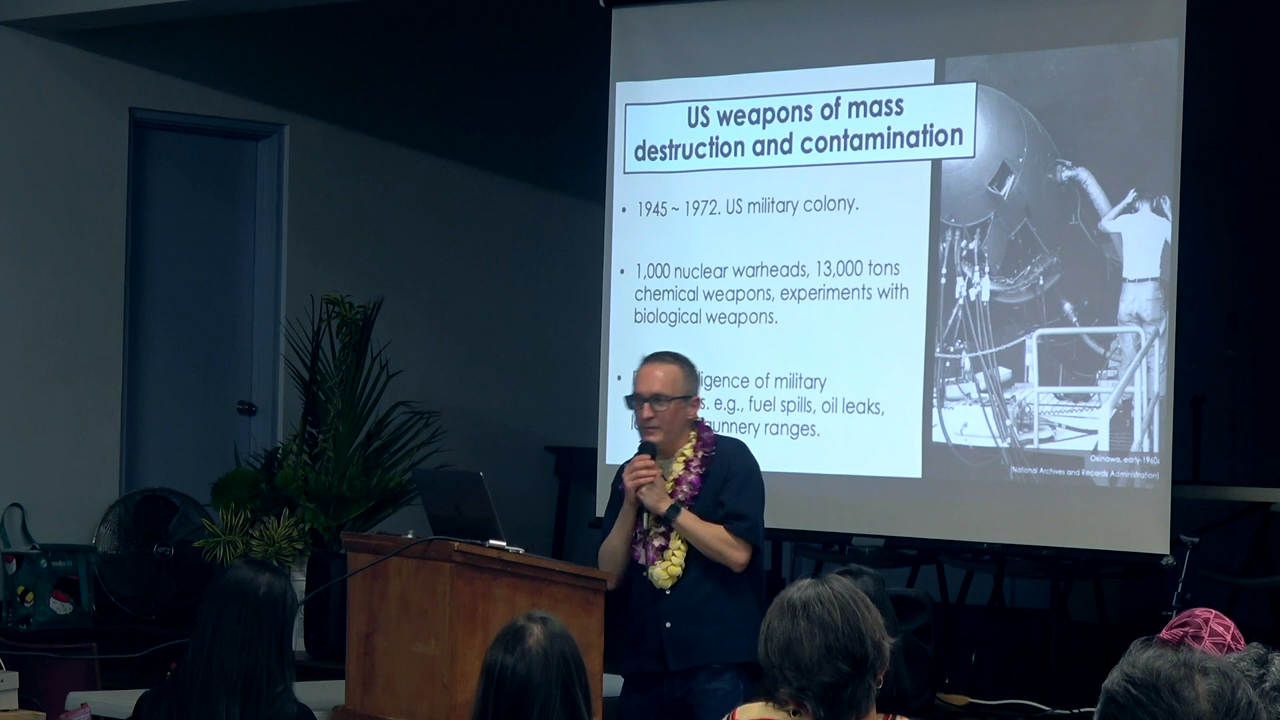 US weapons of mass
destruction and contamination
• 1945 ~ 1972. US military colony.
• 1,000 nuclear warheads, 13,000 tons
chemical weapons, experiments with
biological weapons.
• ligence of military
s. e.g., fuel spills, oil leaks,
gunnery ranges.
Okinawa, early-1960s
(National Archives and Records Administration)